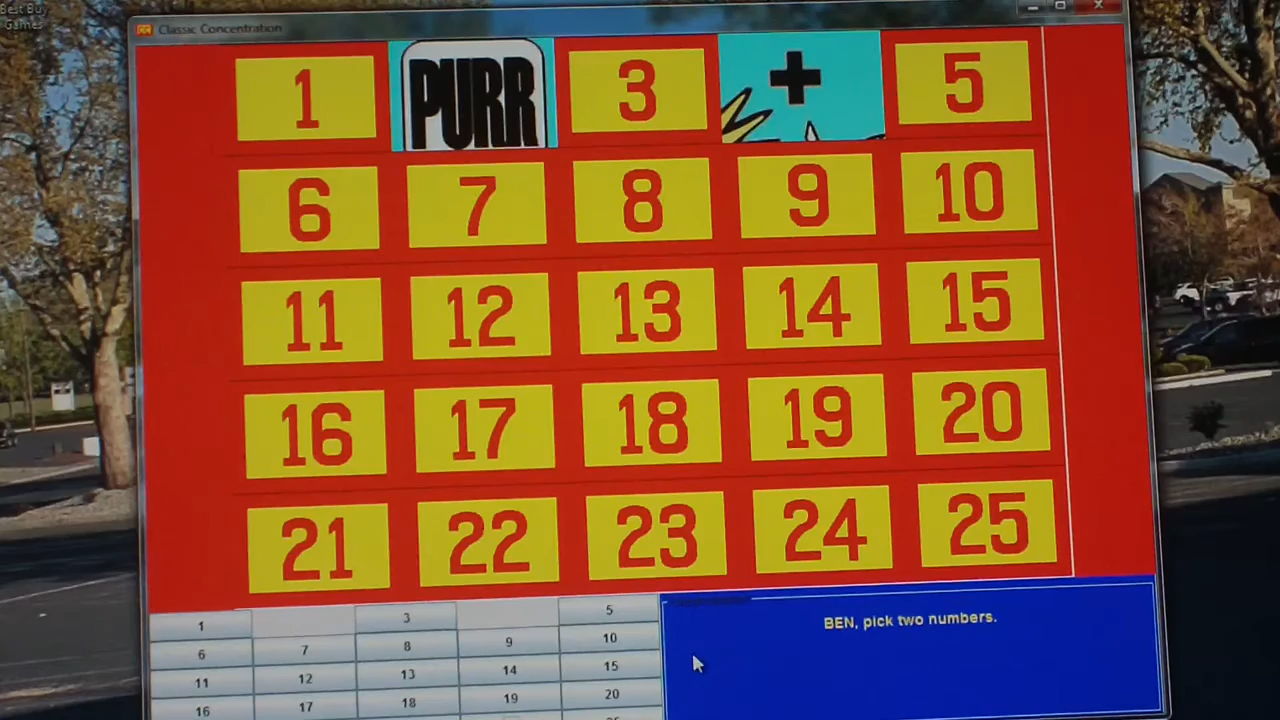 Best Buy
Games
Classic Concentration
1 PURR 3 + 5
6 7 8 9 10
11 12 13 14 15
16 17 18 19 20
21 22 23 24 25
1 3 5
6 7 8 9 10
11 12 13 14 15
16 17 18 19 20
BEN, pick two numbers.